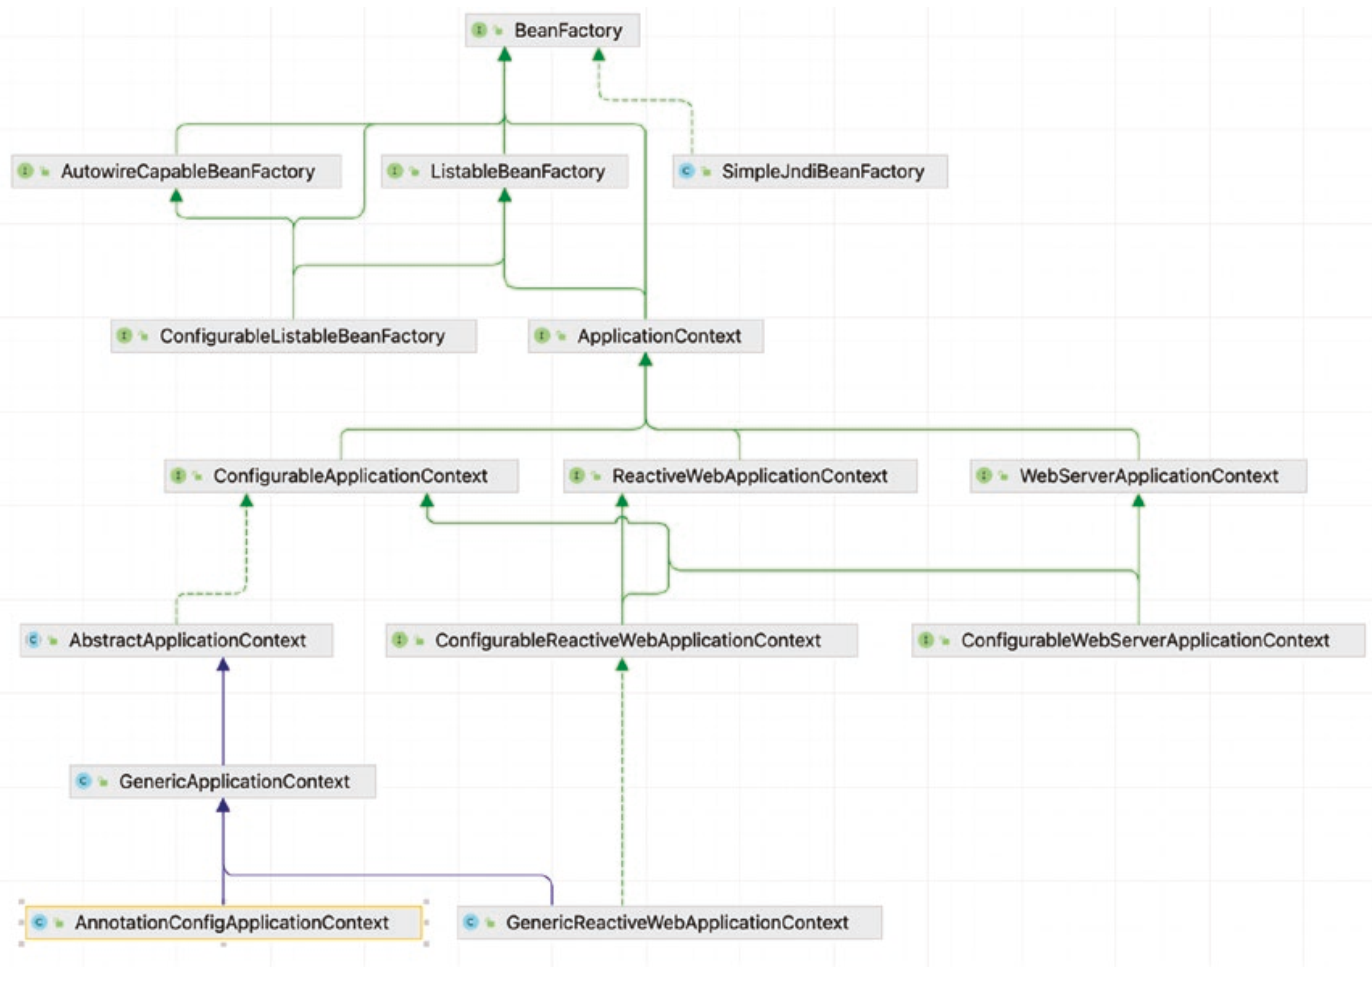 BeanFactory
AutowireCapableBeanFactory
ListableBeanFactory
SimpleJndiBeanFactory
ConfigurableListableBeanFactory
ApplicationContext
ConfigurableApplicationContext
ReactiveWebApplicationContext
WebServerApplicationContext
AbstractApplicationContext
ConfigurableReactiveWebApplicationContext
ConfigurableWebServerApplicationContext
GenericApplicationContext
AnnotationConfigApplicationContext
GenericReactiveWebApplicationContext